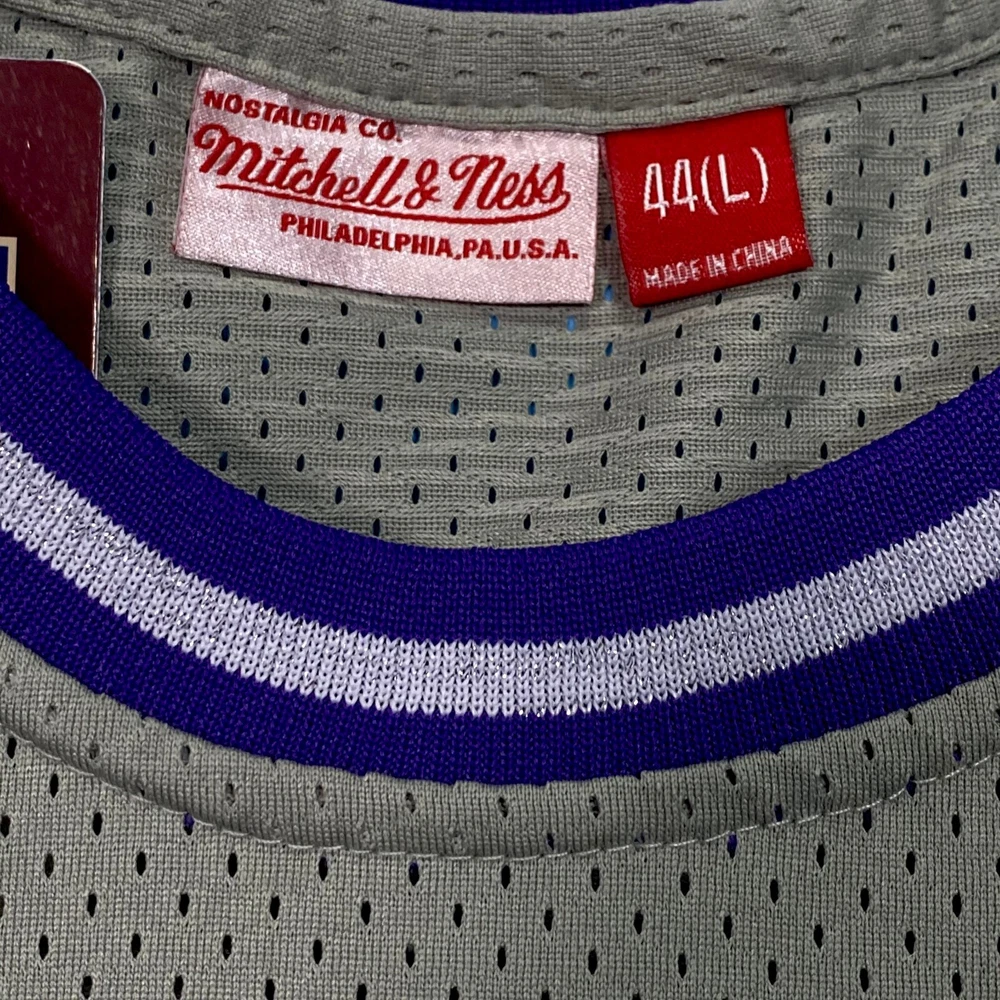 NOSTALGIA CO.
Mitchell & Ness
PHILADELPHIA, PA. U.S.A.
44(L)
MADE IN CHINA